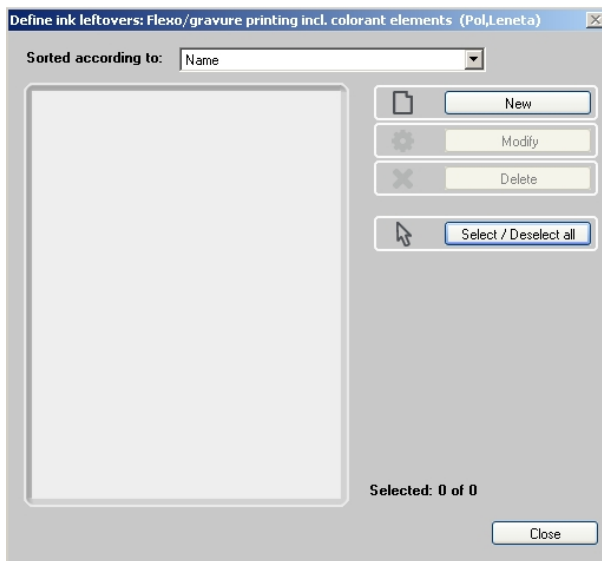 Define ink leftovers: Flexo/gravure printing incl. colorant elements (Pol,Leneta)
Sorted according to: Name
New
Modify
Delete
Select / Deselect all
Selected: 0 of 0
Close